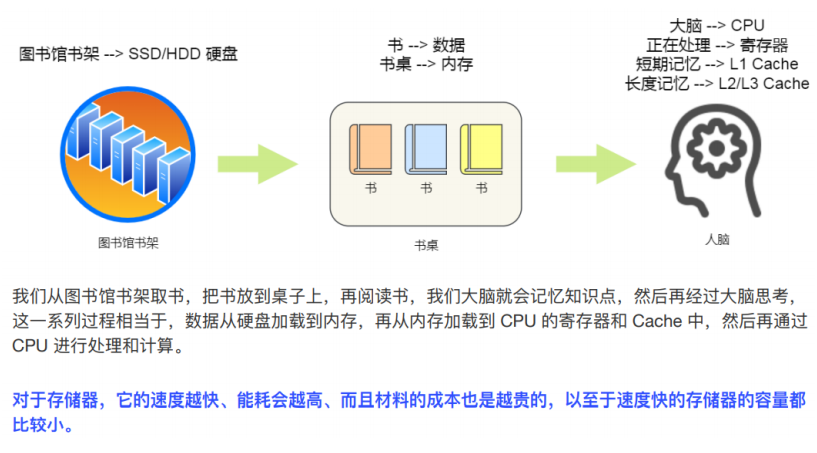 图书馆书架 --> SSD/HDD 硬盘
书 --> 数据
书桌 --> 内存
大脑 --> CPU
正在处理 --> 寄存器
短期记忆 --> L1 Cache
长度记忆 --> L2/L3 Cache
图书馆书架
书
书
书
书桌
人脑
我们从图书馆书架取书，把书放到桌子上，再阅读书，我们大脑就会记忆知识点，然后再经过大脑思考，
这一系列过程相当于，数据从硬盘加载到内存，再从内存加载到 CPU 的寄存器和 Cache 中，然后再通过
CPU 进行处理和计算。
对于存储器，它的速度越快、能耗会越高、而且材料的成本也是越贵的，以至于速度快的存储器的容量都
比较小。